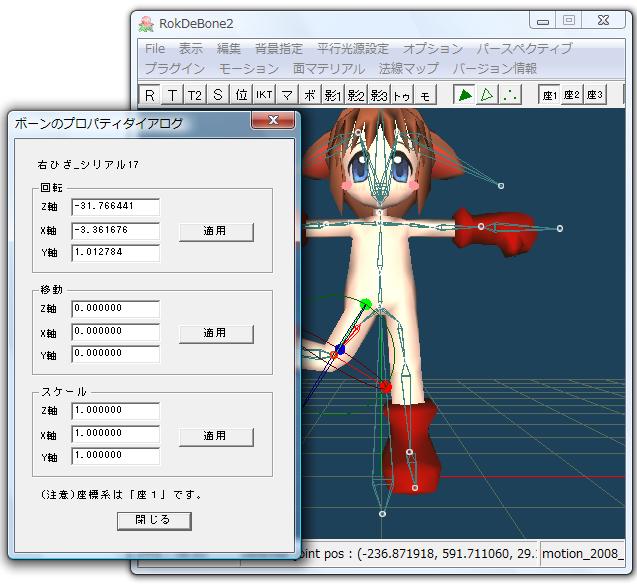 RokDeBone2
File 表示 編集 背景指定 平行光源設定 オプション パースペクティブ
プラグイン モーション 面マテリアル 法線マップ バージョン情報
R T T2 S 位 IKT マ ボ 影1 影2 影3 トゥ モ 座1 座2 座3
ボーンのプロパティダイアログ
右ひざ_シリアル17
回転
Z軸 -31.766441
X軸 -3.361676 適用
Y軸 1.012784
移動
Z軸 0.000000
X軸 0.000000 適用
Y軸 0.000000
スケール
Z軸 1.000000
X軸 1.000000 適用
Y軸 1.000000
(注意)座標系は「座1」です。
閉じる
joint pos : (-236.871918, 591.711060, 29. motion_2008_